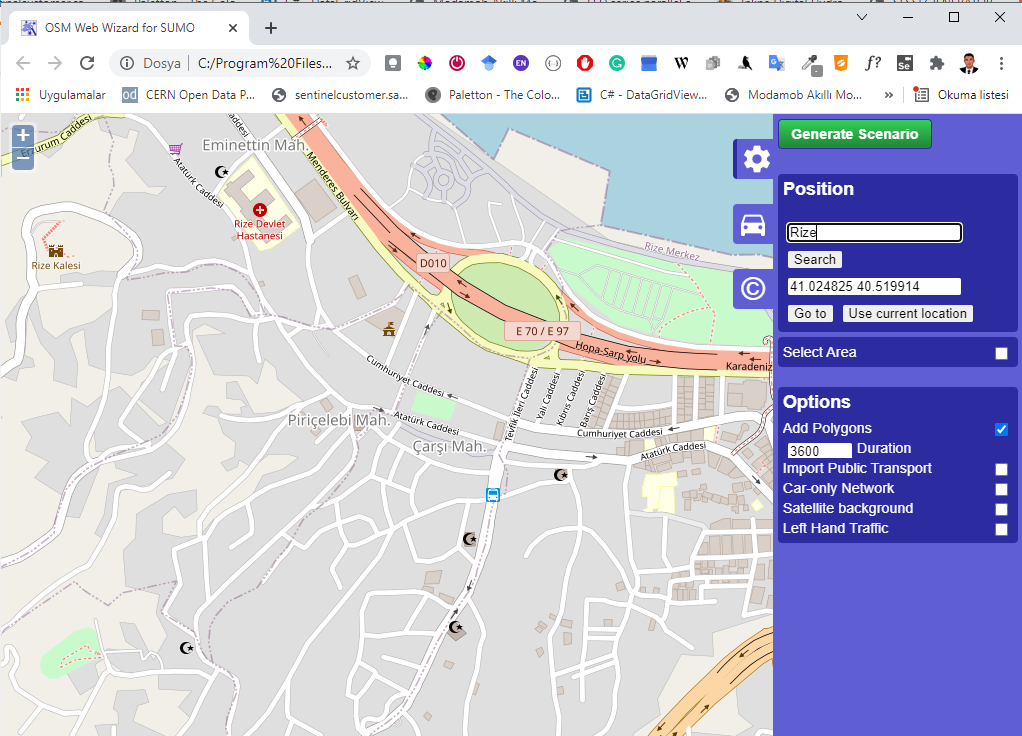 OSM Web Wizard for SUMO
Dosya
C:/Program%20Files...
EN
W
f?
Se
Uygulamalar
od
CERN Open Data P...
sentinelcustomer.sa...
Paletton - The Colo...
C# - DataGridView...
Modamob Akıllı Mo...
»
Okuma listesi
+
−
Erzurum Caddesi
Caddesi
Eminettin Mah.
Atatürk Caddesi
Menderes Bulvarı
Rize Devlet
Hastanesi
Rize Kalesi
D010
Rize Merkez
E 70 / E 97
Hopa-Sarp yolu
Karadeniz
Cumhuriyet Caddesi
Piriçelebi Mah.
Atatürk Caddesi
Çarşı Mah.
Tevfik İleri Caddesi
Yalı Caddesi
Kıbrıs Caddesi
Barış Caddesi
Cumhuriyet Caddesi
Atatürk Caddesi
Generate Scenario
Position
Rize
Search
41.024825 40.519914
Go to
Use current location
Select Area
Options
Add Polygons
3600 Duration
Import Public Transport
Car-only Network
Satellite background
Left Hand Traffic